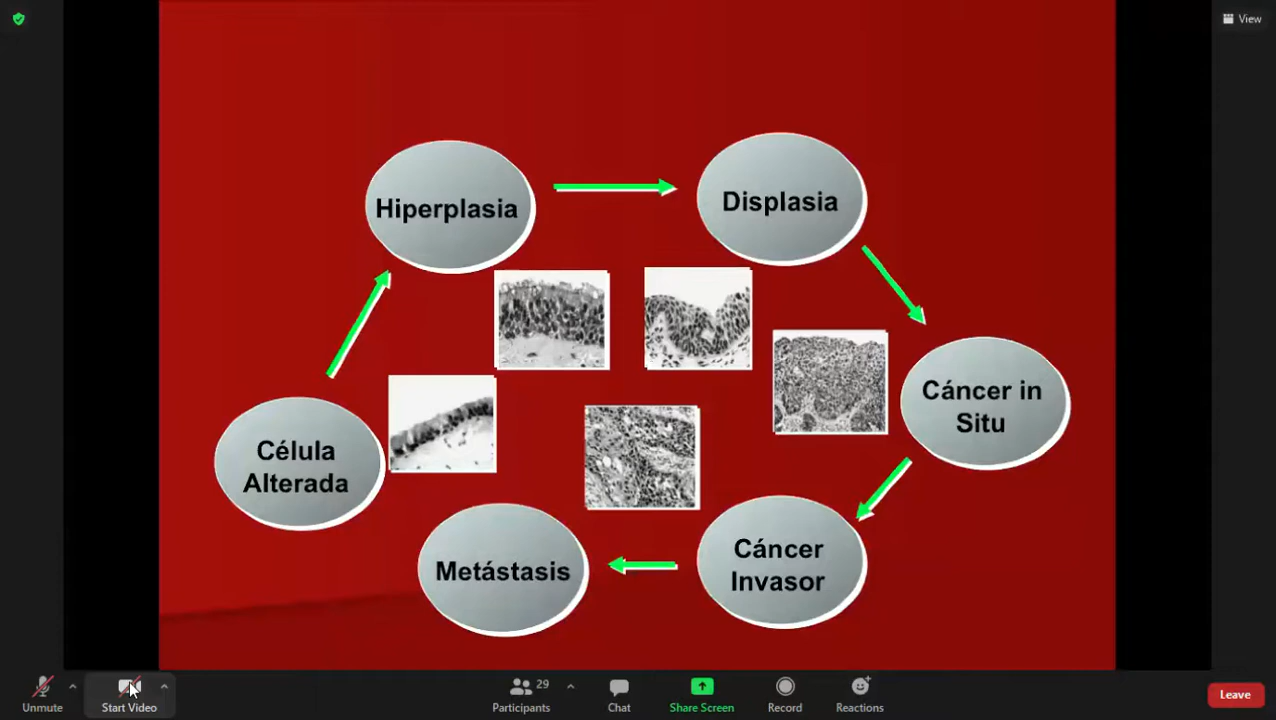 View
Hiperplasia
Displasia
Cáncer in
Situ
Célula
Alterada
Cáncer
Invasor
Metástasis
Unmute
Start Video
29
Participants
Chat
Share Screen
Record
Reactions
Leave